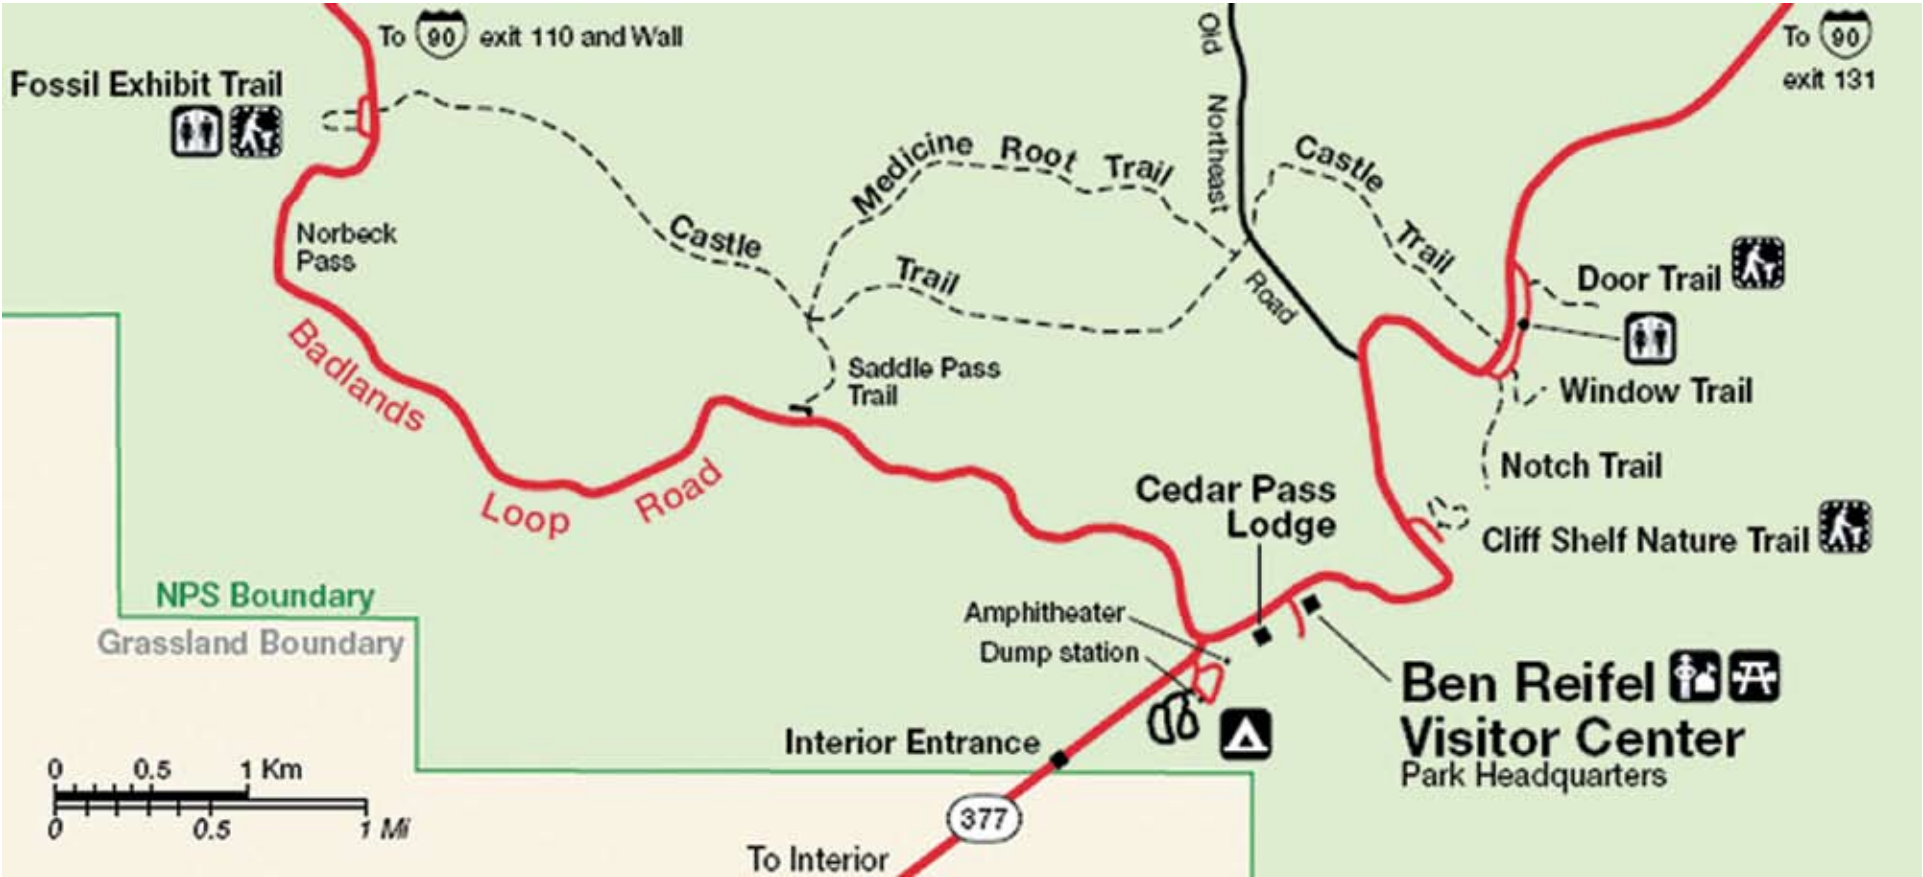 To 90 exit 110 and Wall
Old Northeast Road
To 90
exit 131
Fossil Exhibit Trail
Medicine Root Trail
Castle Trail
Castle Trail
Norbeck
Pass
Door Trail
Badlands Loop Road
Saddle Pass
Trail
Window Trail
Notch Trail
Cedar Pass
Lodge
Cliff Shelf Nature Trail
NPS Boundary
Grassland Boundary
Amphitheater
Dump station
Ben Reifel
Visitor Center
Park Headquarters
Interior Entrance
0 0.5 1 Km
0 0.5 1 Mi
377
To Interior